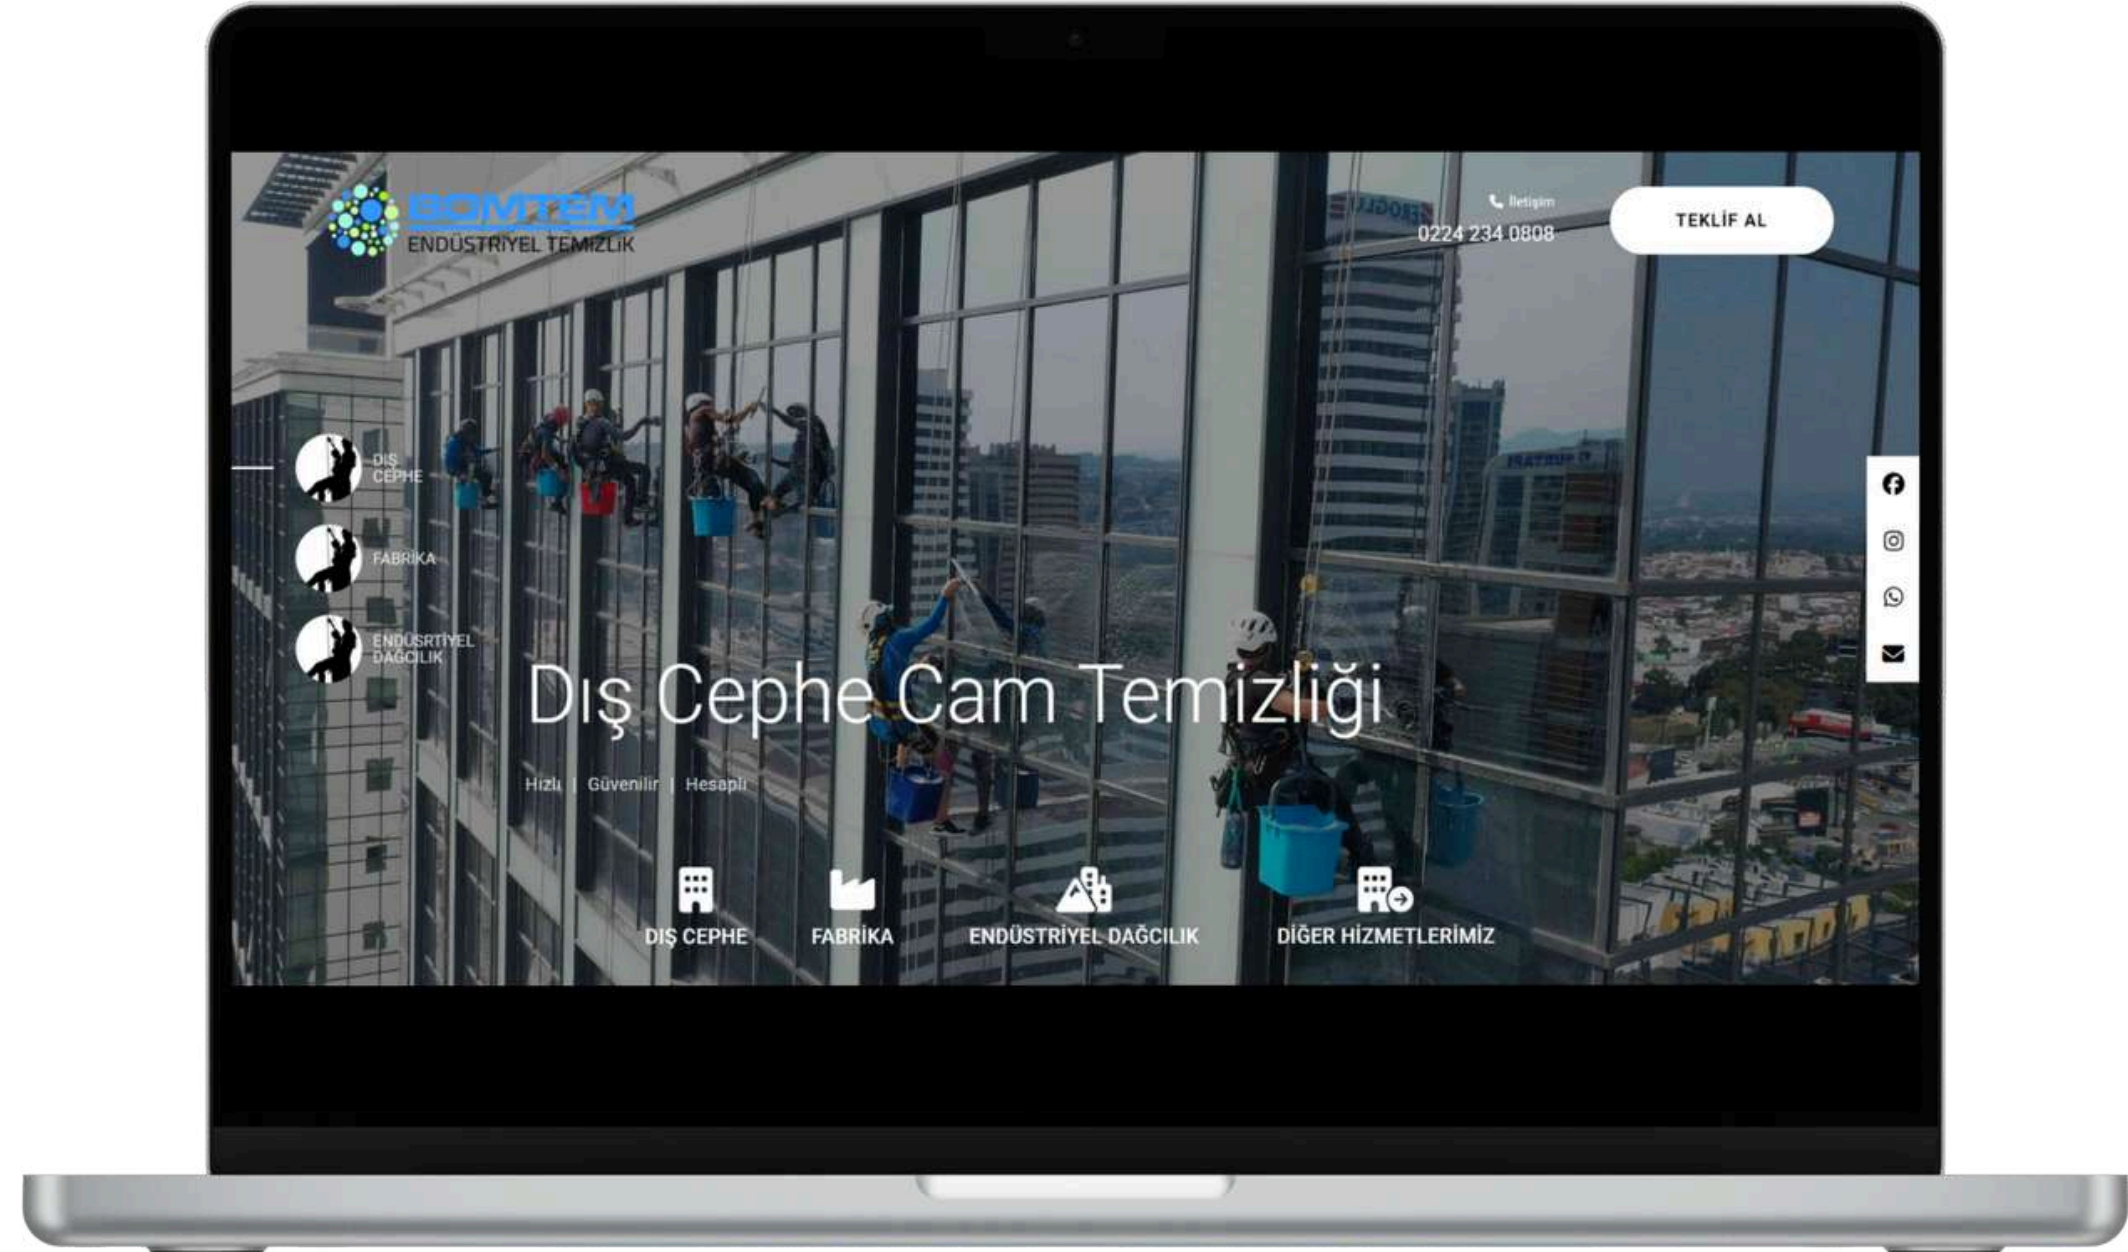 BOMTEM
ENDÜSTRİYEL TEMİZLİK
İletişim
0224 234 0808
TEKLİF AL
EROĞLU
DIŞ
CEPHE
FABRİKA
ENDÜSRTİYEL
DAĞCILIK
Dış Cephe Cam Temizliği
Hızlı | Güvenilir | Hesaplı
DIŞ CEPHE
FABRİKA
ENDÜSTRİYEL DAĞCILIK
DİĞER HİZMETLERİMİZ